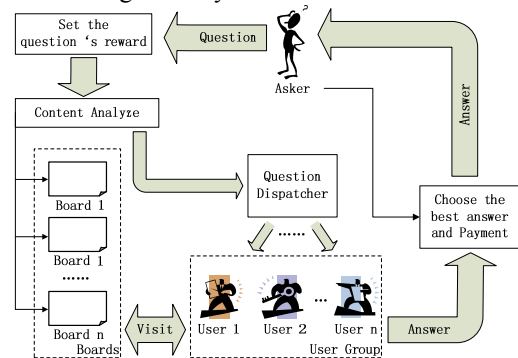 Set the
question ‘s reward
Question
Asker
Answer
Content Analyze
Question
Dispatcher
Choose the
best answer
and Payment
Board 1
Board 1
……
Board n
Boards
Visit
……
User 1
User 2
...
User n
User Group
Answer